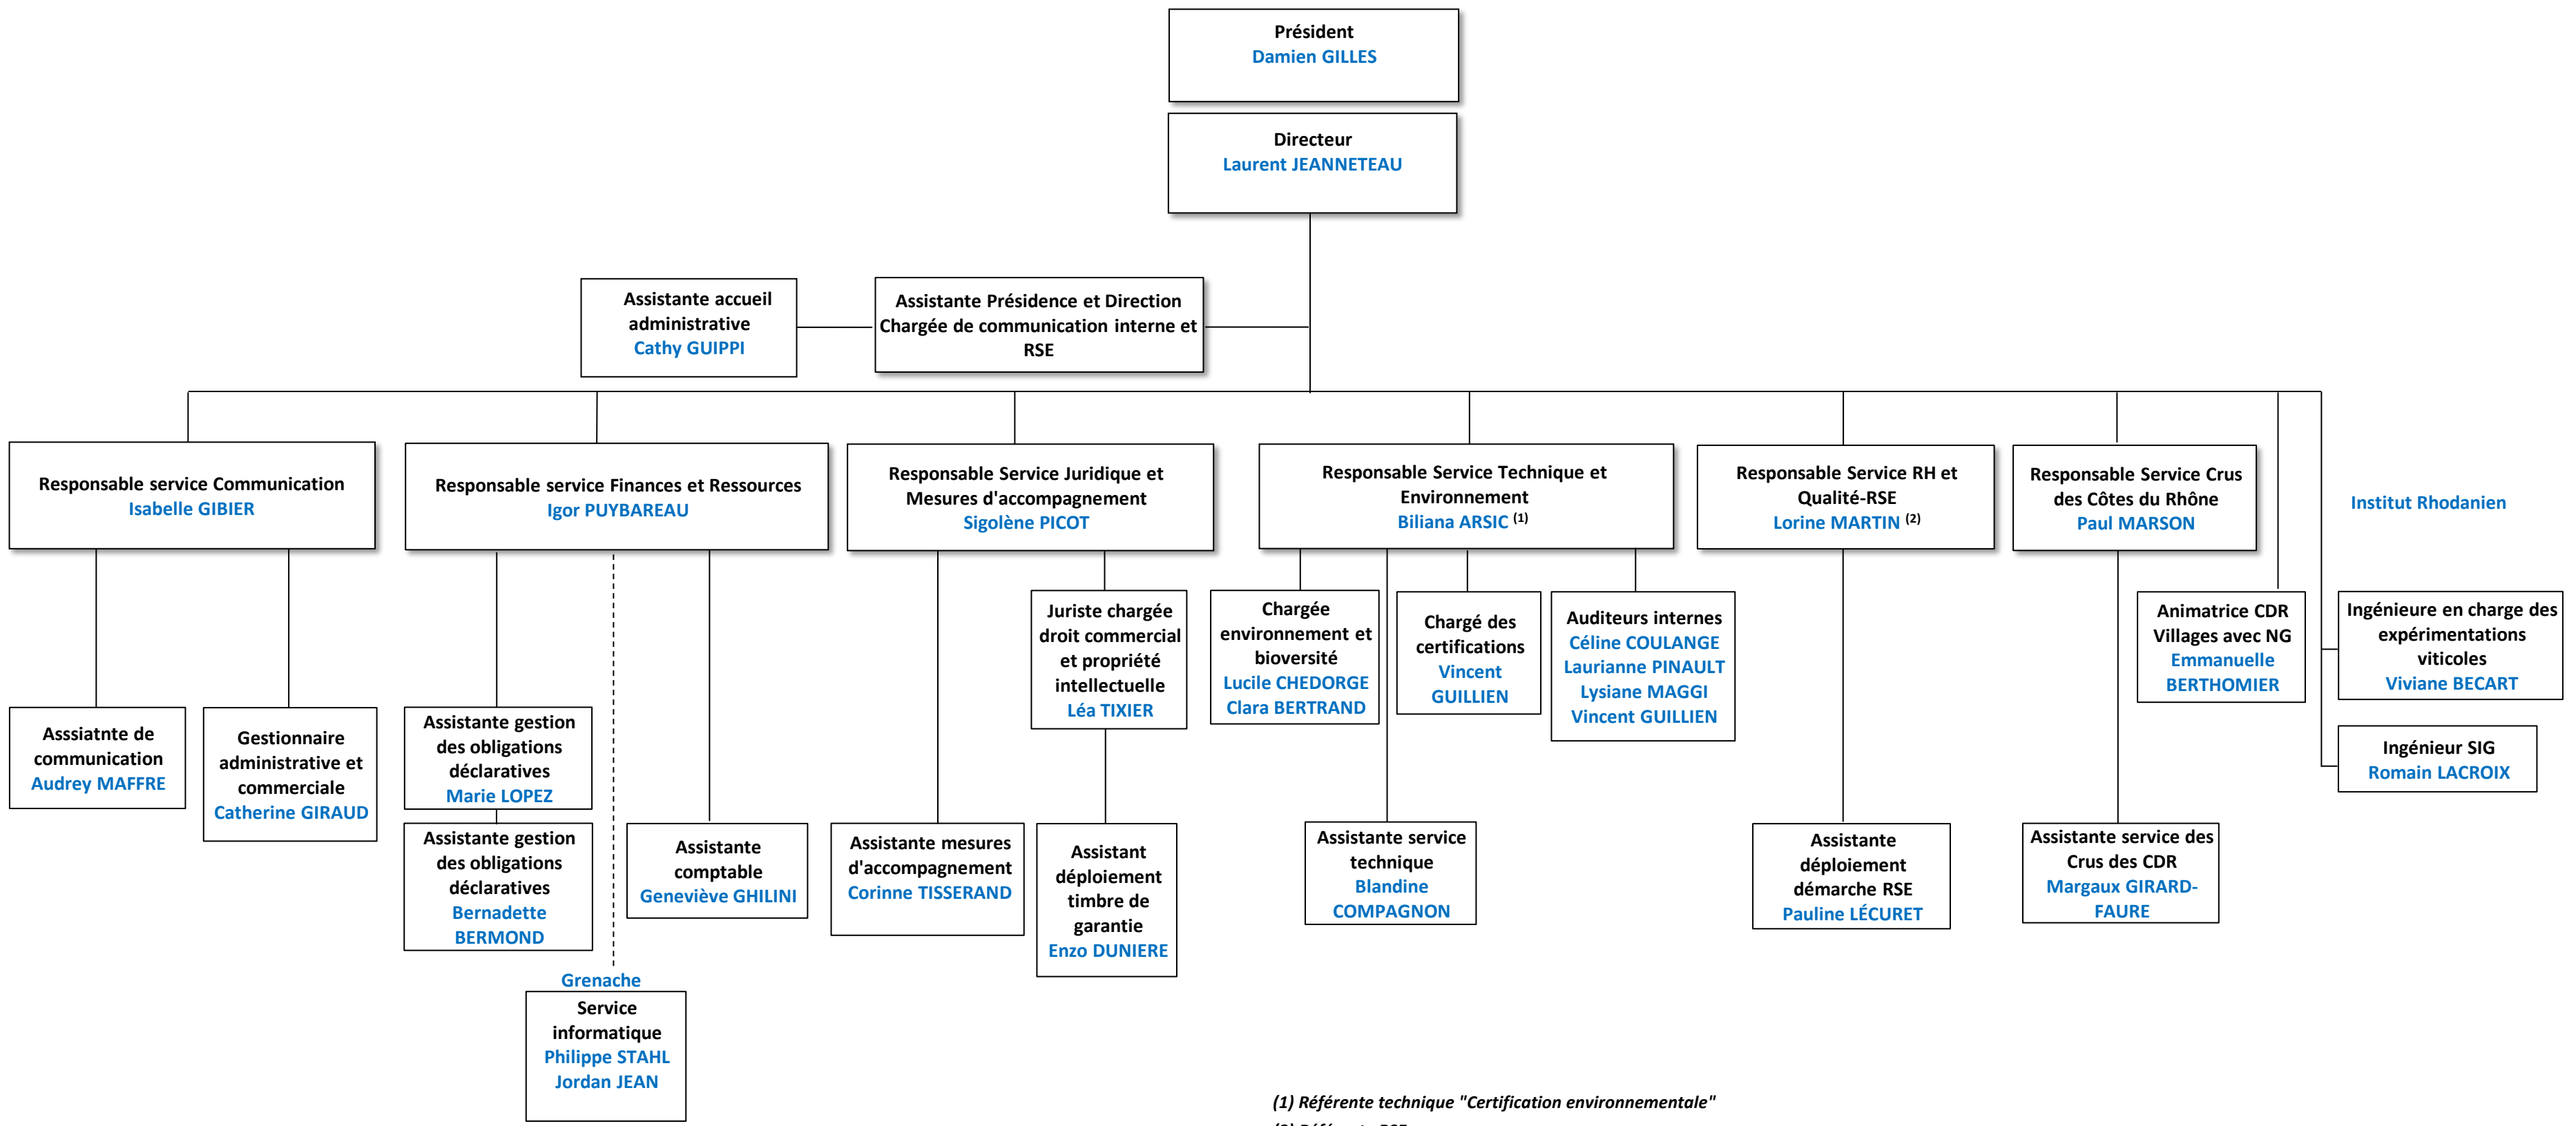 Président
Damien GILLES
Directeur
Laurent JEANNETEAU
Assistante accueil
administrative
Cathy GUIPPI
Assistante Présidence et Direction
Chargée de communication interne et
RSE
Responsable service Communication
Isabelle GIBIER
Responsable service Finances et Ressources
Igor PUYBAREAU
Responsable Service Juridique et
Mesures d'accompagnement
Sigolène PICOT
Responsable Service Technique et
Environnement
Biliana ARSIC (1)
Responsable Service RH et
Qualité-RSE
Lorine MARTIN (2)
Responsable Service Crus
des Côtes du Rhône
Paul MARSON
Institut Rhodanien
Juriste chargée
droit commercial
et propriété
intellectuelle
Léa TIXIER
Chargée
environnement et
bioversité
Lucile CHEDORGE
Clara BERTRAND
Chargé des
certifications
Vincent
GUILLIEN
Auditeurs internes
Céline COULANGE
Laurianne PINAULT
Lysiane MAGGI
Vincent GUILLIEN
Animatrice CDR
Villages avec NG
Emmanuelle
BERTHOMIER
Ingénieure en charge des
expérimentations
viticoles
Viviane BECART
Asssiatnte de
communication
Audrey MAFFRE
Gestionnaire
administrative et
commerciale
Catherine GIRAUD
Assistante gestion
des obligations
déclaratives
Marie LOPEZ
Ingénieur SIG
Romain LACROIX
Assistante gestion
des obligations
déclaratives
Bernadette
BERMOND
Assistante
comptable
Geneviève GHILINI
Assistante mesures
d'accompagnement
Corinne TISSERAND
Assistant
déploiement
timbre de
garantie
Enzo DUNIERE
Assistante service
technique
Blandine
COMPAGNON
Assistante
déploiement
démarche RSE
Pauline LÉCURET
Assistante service des
Crus des CDR
Margaux GIRARD-
FAURE
Grenache
Service
informatique
Philippe STAHL
Jordan JEAN
(1) Référente technique "Certification environnementale"
(2) Référente RSE